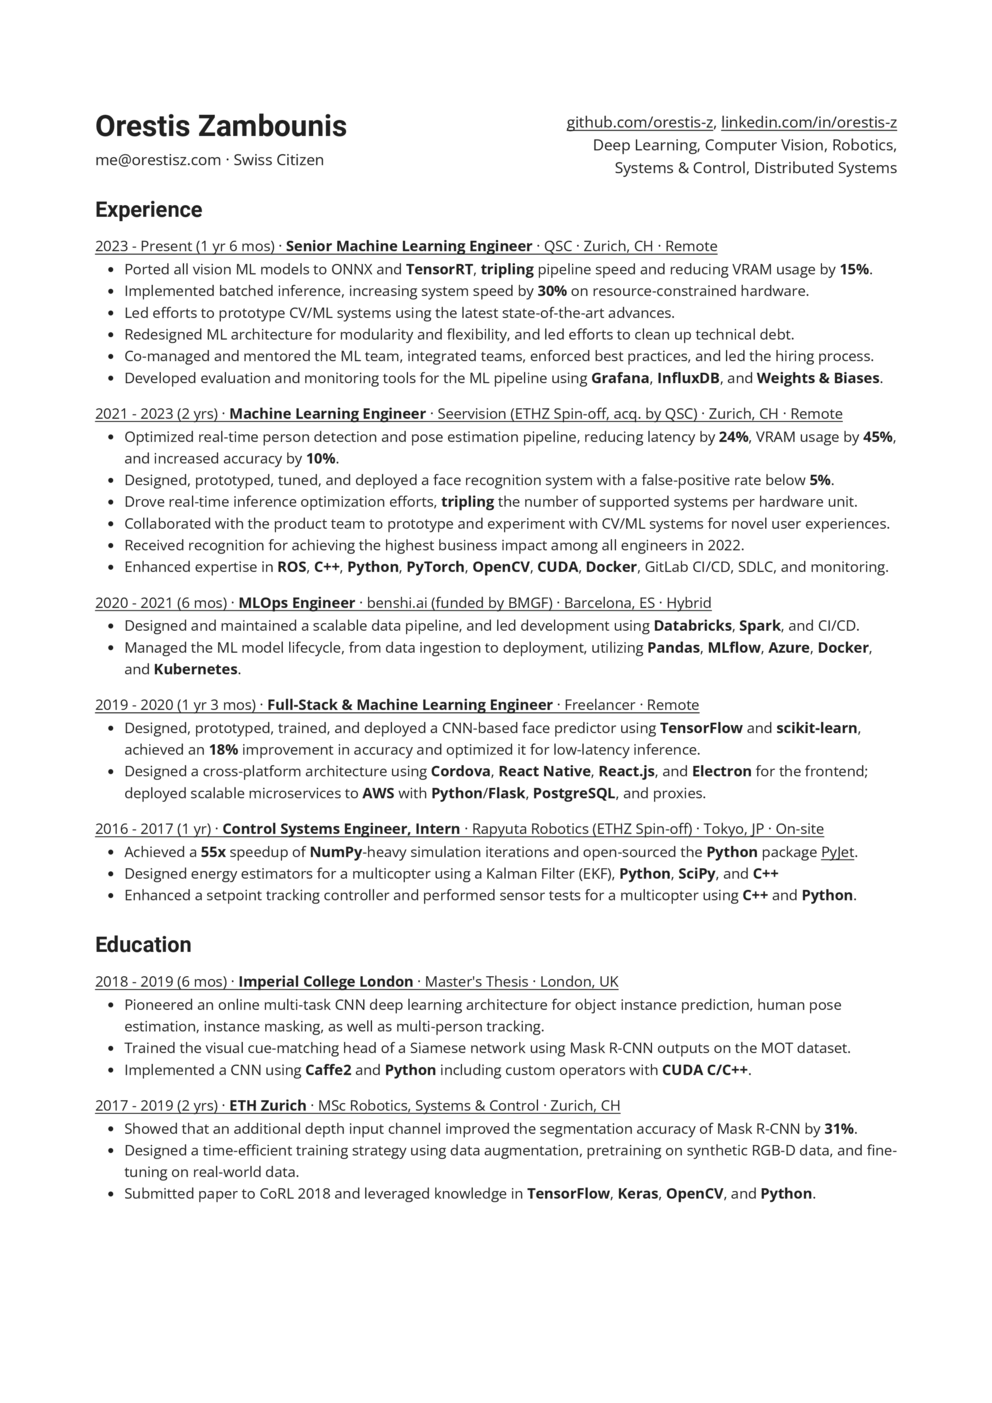 Orestis Zambounis
me@orestisz.com · Swiss Citizen
github.com/orestis-z, linkedin.com/in/orestis-z
Deep Learning, Computer Vision, Robotics,
Systems & Control, Distributed Systems
Experience
2023 - Present (1 yr 6 mos) · Senior Machine Learning Engineer · QSC · Zurich, CH · Remote
• Ported all vision ML models to ONNX and TensorRT, tripling pipeline speed and reducing VRAM usage by 15%.
• Implemented batched inference, increasing system speed by 30% on resource-constrained hardware.
• Led efforts to prototype CV/ML systems using the latest state-of-the-art advances.
• Redesigned ML architecture for modularity and flexibility, and led efforts to clean up technical debt.
• Co-managed and mentored the ML team, integrated teams, enforced best practices, and led the hiring process.
• Developed evaluation and monitoring tools for the ML pipeline using Grafana, InfluxDB, and Weights & Biases.
2021 - 2023 (2 yrs) · Machine Learning Engineer · Seervision (ETHZ Spin-off, acq. by QSC) · Zurich, CH · Remote
• Optimized real-time person detection and pose estimation pipeline, reducing latency by 24%, VRAM usage by 45%,
and increased accuracy by 10%.
• Designed, prototyped, tuned, and deployed a face recognition system with a false-positive rate below 5%.
• Drove real-time inference optimization efforts, tripling the number of supported systems per hardware unit.
• Collaborated with the product team to prototype and experiment with CV/ML systems for novel user experiences.
• Received recognition for achieving the highest business impact among all engineers in 2022.
• Enhanced expertise in ROS, C++, Python, PyTorch, OpenCV, CUDA, Docker, GitLab CI/CD, SDLC, and monitoring.
2020 - 2021 (6 mos) · MLOps Engineer · benshi.ai (funded by BMGF) · Barcelona, ES · Hybrid
• Designed and maintained a scalable data pipeline, and led development using Databricks, Spark, and CI/CD.
• Managed the ML model lifecycle, from data ingestion to deployment, utilizing Pandas, MLflow, Azure, Docker,
and Kubernetes.
2019 - 2020 (1 yr 3 mos) · Full-Stack & Machine Learning Engineer · Freelancer · Remote
• Designed, prototyped, trained, and deployed a CNN-based face predictor using TensorFlow and scikit-learn,
achieved an 18% improvement in accuracy and optimized it for low-latency inference.
• Designed a cross-platform architecture using Cordova, React Native, React.js, and Electron for the frontend;
deployed scalable microservices to AWS with Python/Flask, PostgreSQL, and proxies.
2016 - 2017 (1 yr) · Control Systems Engineer, Intern · Rapyuta Robotics (ETHZ Spin-off) · Tokyo, JP · On-site
• Achieved a 55x speedup of NumPy-heavy simulation iterations and open-sourced the Python package PyJet.
• Designed energy estimators for a multicopter using a Kalman Filter (EKF), Python, SciPy, and C++
• Enhanced a setpoint tracking controller and performed sensor tests for a multicopter using C++ and Python.
Education
2018 - 2019 (6 mos) · Imperial College London · Master's Thesis · London, UK
• Pioneered an online multi-task CNN deep learning architecture for object instance prediction, human pose
estimation, instance masking, as well as multi-person tracking.
• Trained the visual cue-matching head of a Siamese network using Mask R-CNN outputs on the MOT dataset.
• Implemented a CNN using Caffe2 and Python including custom operators with CUDA C/C++.
2017 - 2019 (2 yrs) · ETH Zurich · MSc Robotics, Systems & Control · Zurich, CH
• Showed that an additional depth input channel improved the segmentation accuracy of Mask R-CNN by 31%.
• Designed a time-efficient training strategy using data augmentation, pretraining on synthetic RGB-D data, and fine-
tuning on real-world data.
• Submitted paper to CoRL 2018 and leveraged knowledge in TensorFlow, Keras, OpenCV, and Python.